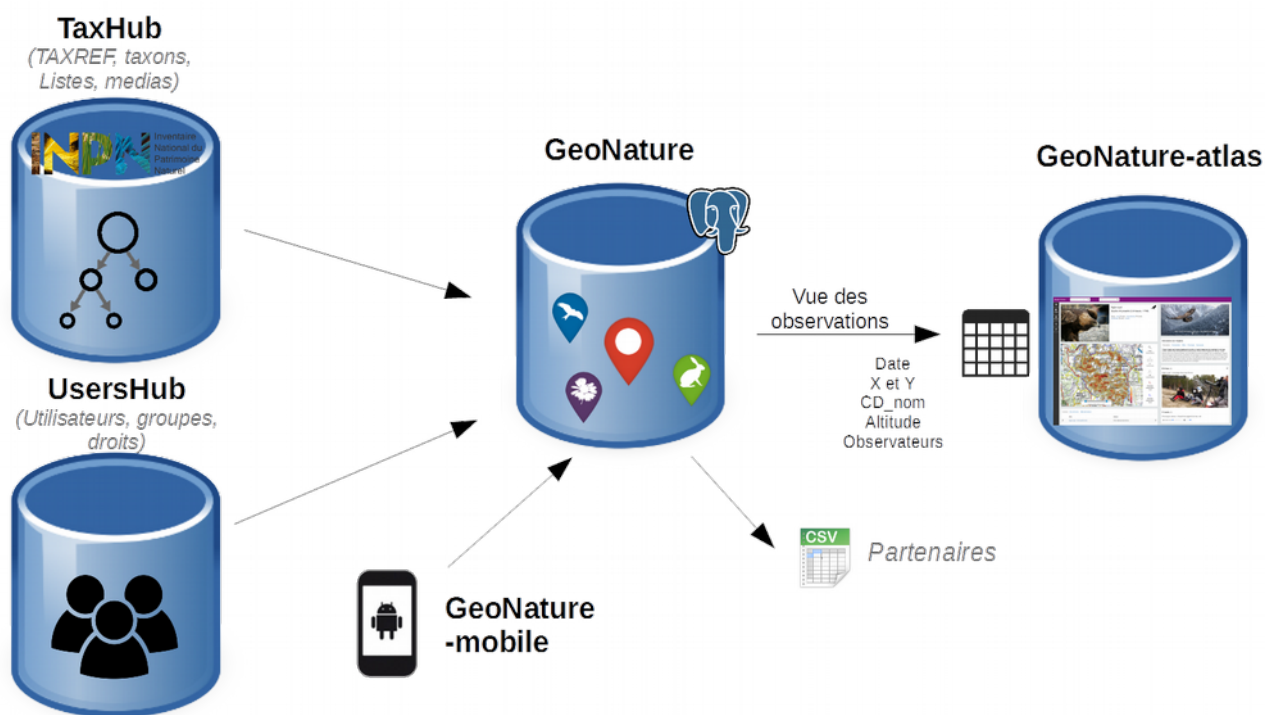 TaxHub
(TAXREF, taxons,
Listes, medias)
INPN
Inventaire
National du
Patrimoine
Naturel
UsersHub
(Utilisateurs, groupes,
droits)
GeoNature
-mobile
GeoNature
Vue des
observations
Date
X et Y
CD_nom
Altitude
Observateurs
CSV
Partenaires
GeoNature-atlas